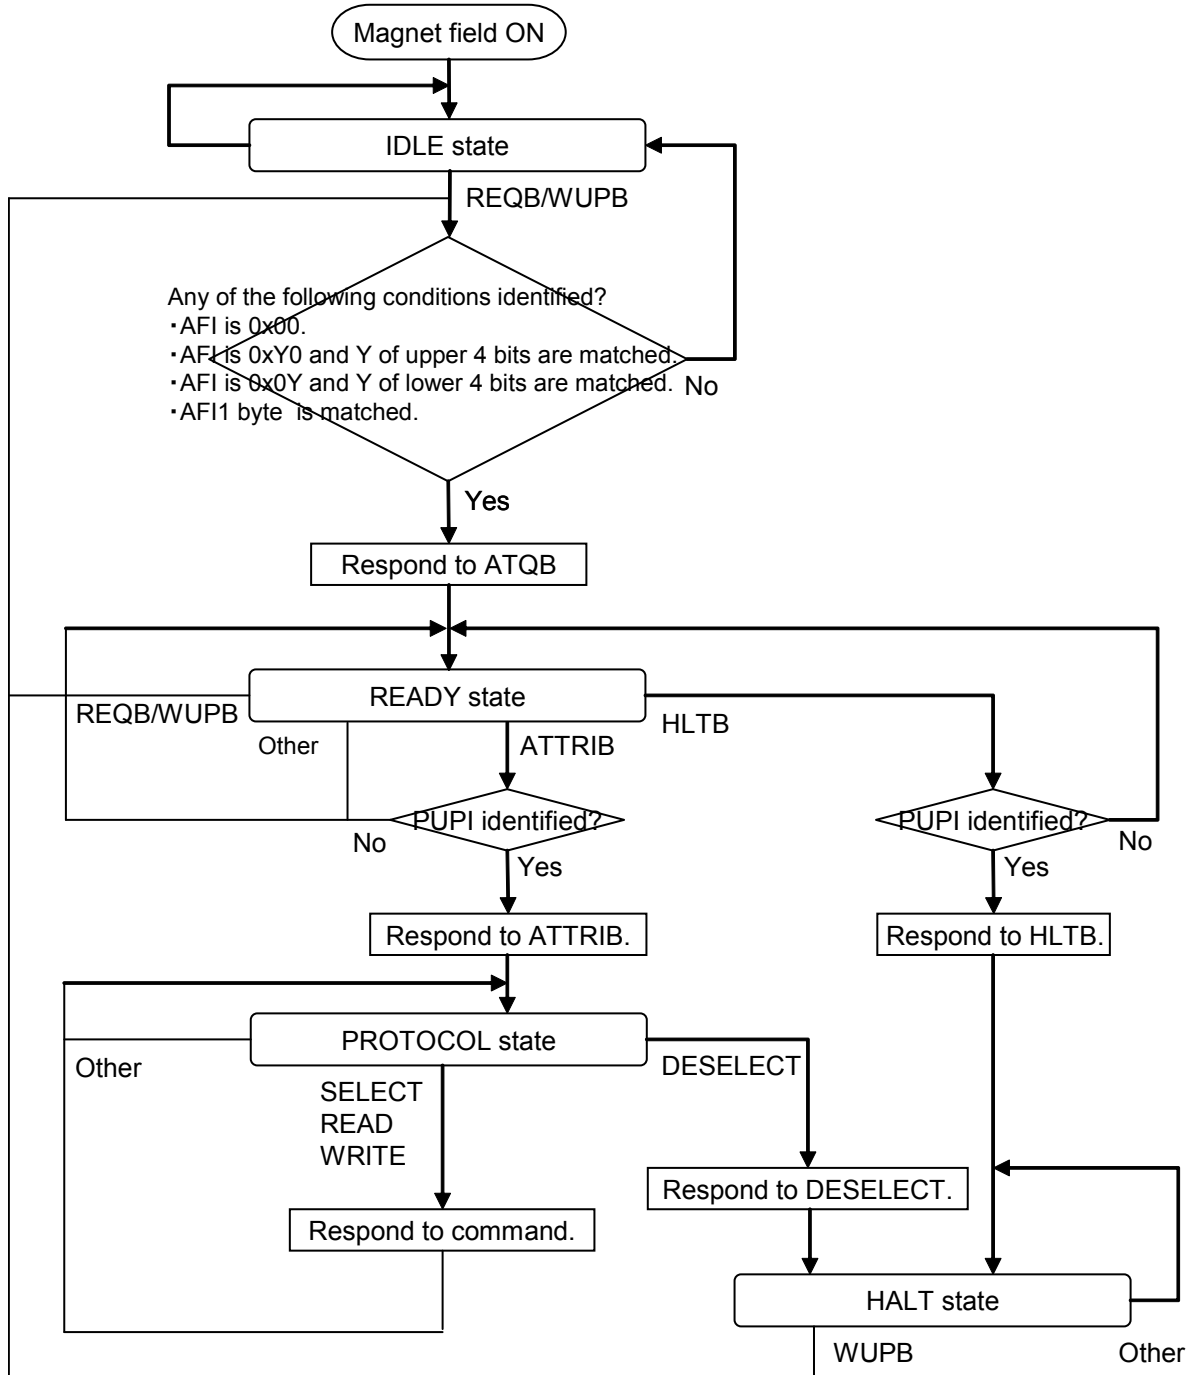 Magnet field ON
IDLE state
REQB/WUPB
Any of the following conditions identified?
・AFI is 0x00.
・AFI is 0xY0 and Y of upper 4 bits are matched.
・AFI is 0x0Y and Y of lower 4 bits are matched.
・AFI1 byte  is matched.
No
Yes
Respond to ATQB
READY state
REQB/WUPB
Other
ATTRIB
HLTB
PUPI identified?
No
Yes
PUPI identified?
No
Yes
Respond to ATTRIB.
Respond to HLTB.
PROTOCOL state
Other
SELECT
READ
WRITE
DESELECT
Respond to DESELECT.
Respond to command.
HALT state
WUPB
Other